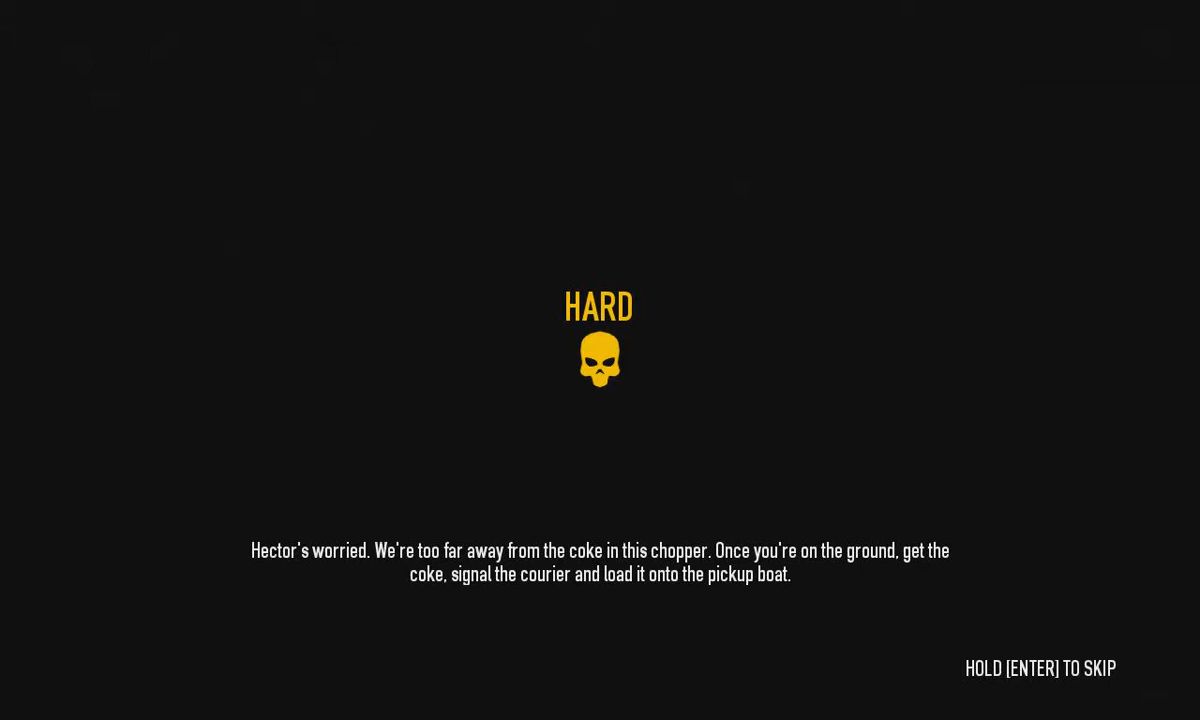 HARD
Hector's worried. We're too far away from the coke in this chopper. Once you're on the ground, get the
coke, signal the courier and load it onto the pickup boat.
HOLD [ENTER] TO SKIP